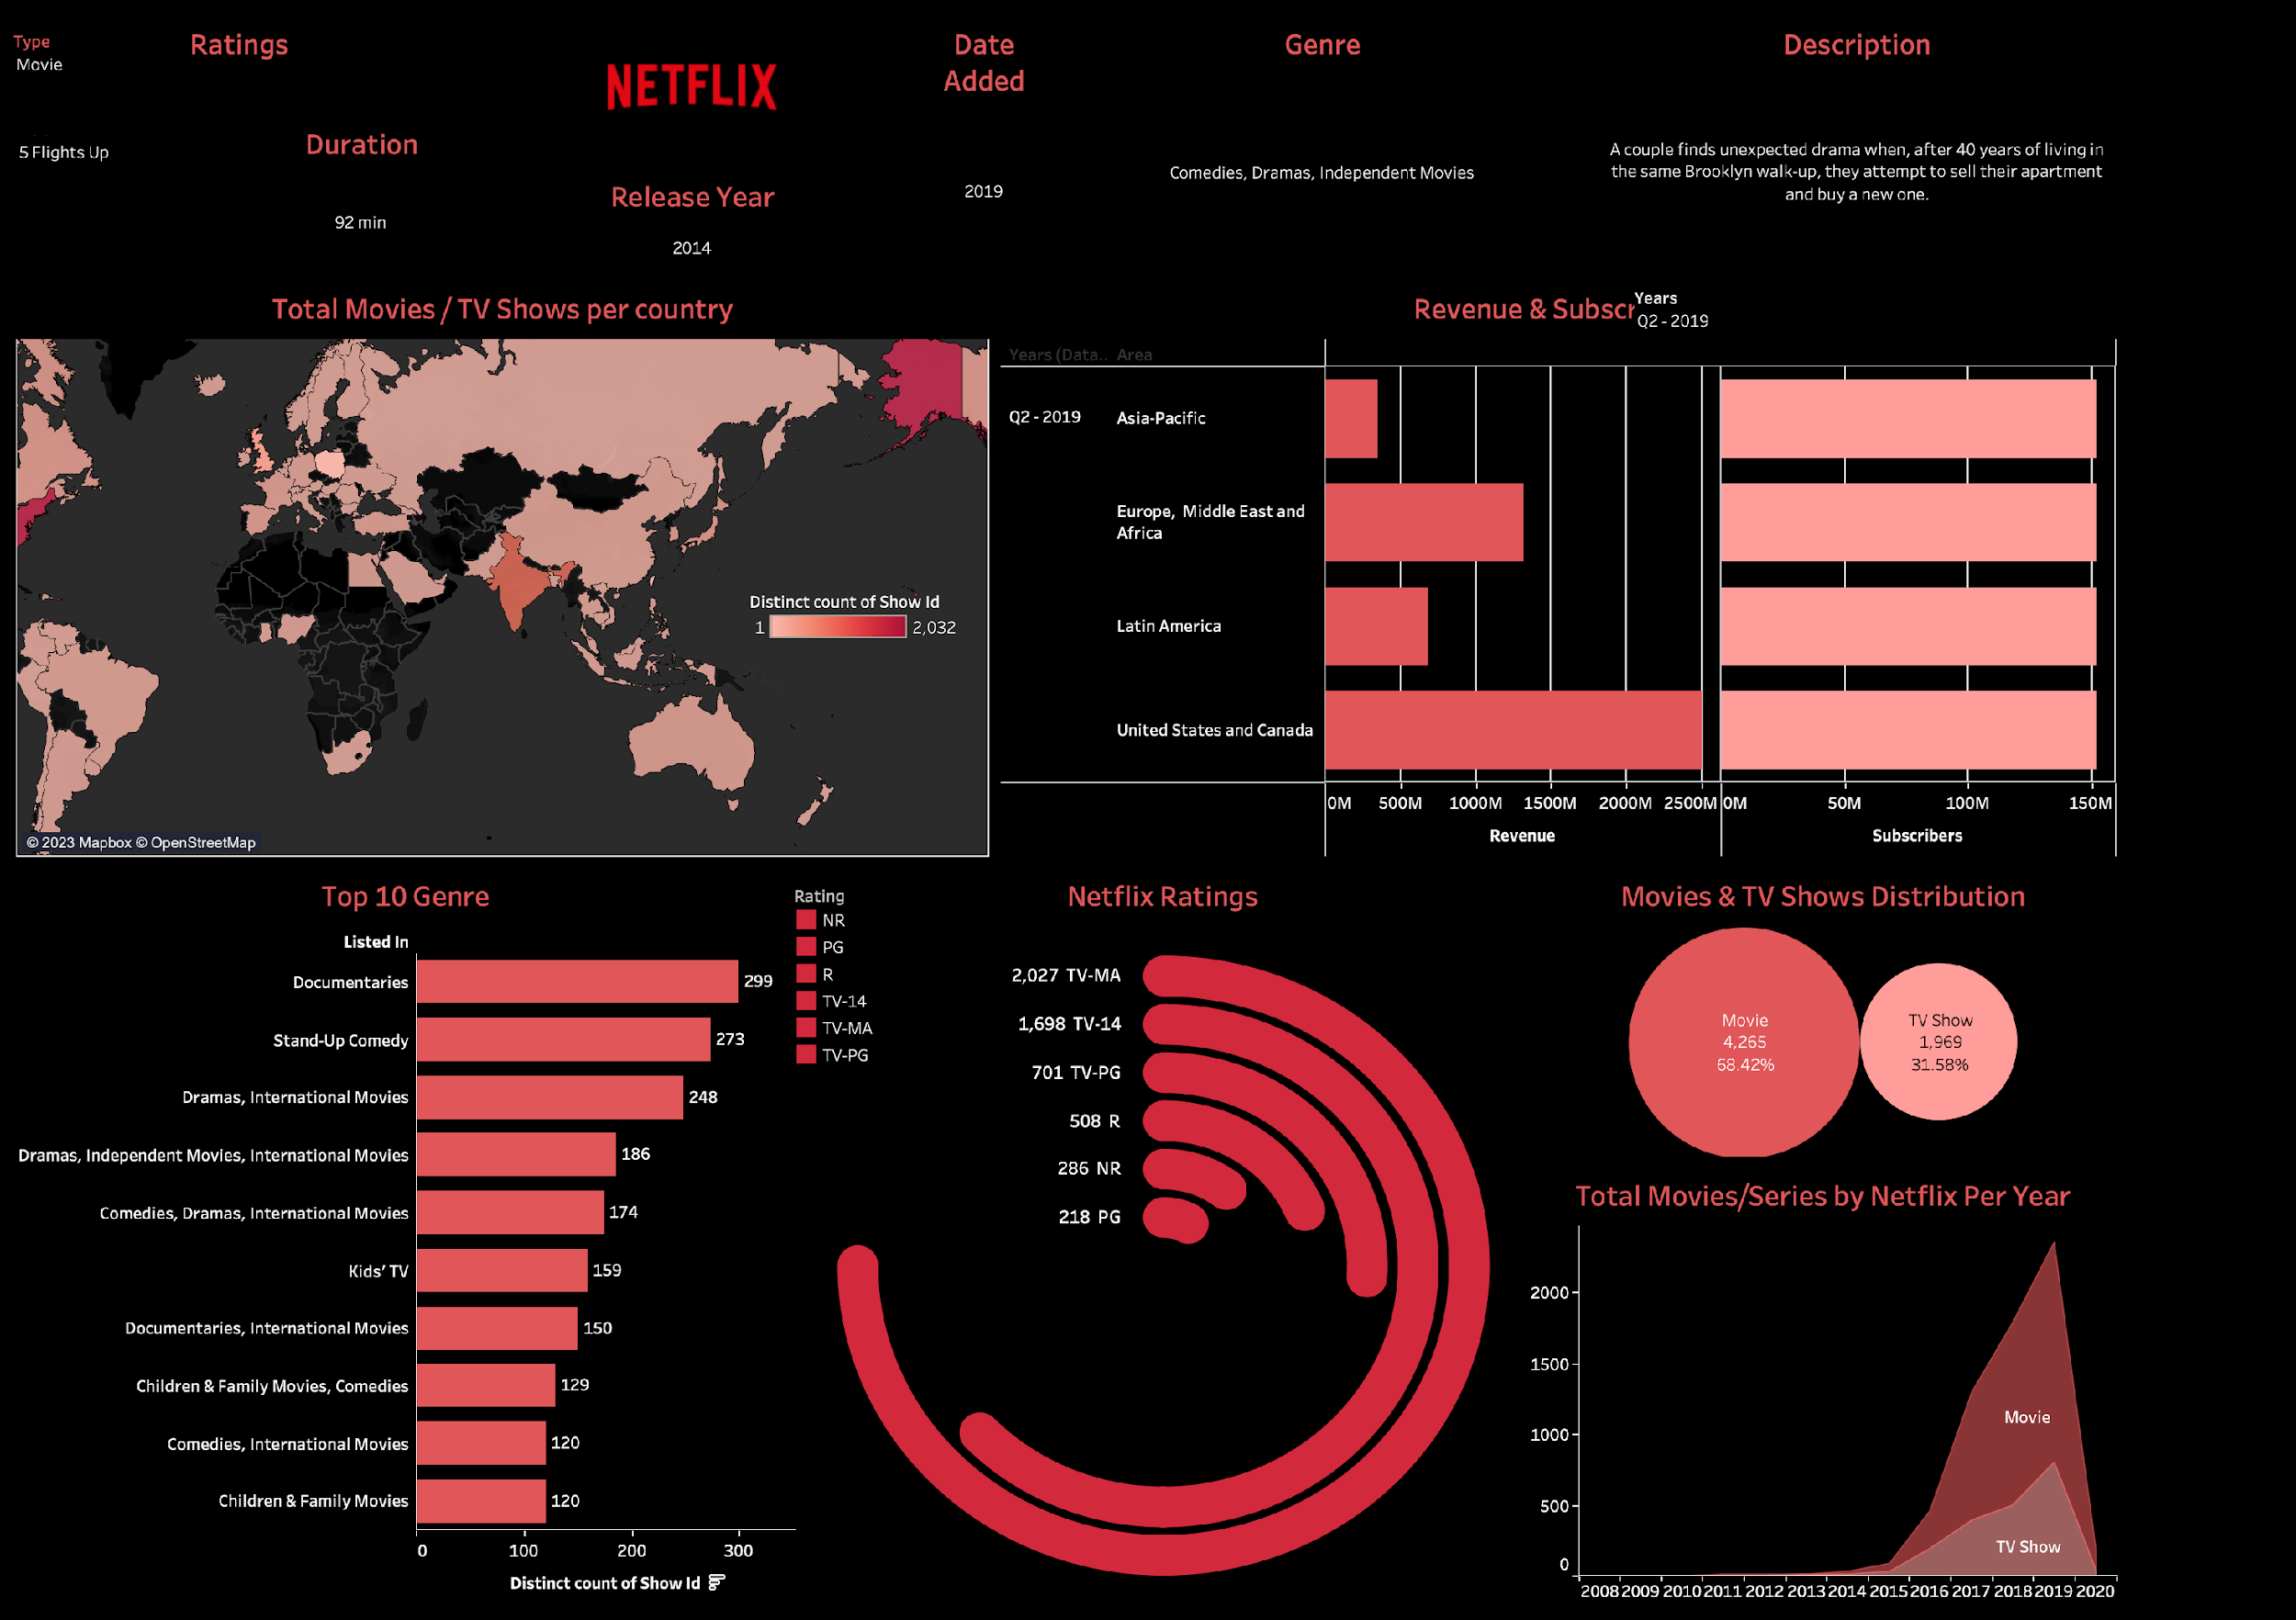 Type
Movie
Ratings
NETFLIX
Date
Added
Genre
Description
5 Flights Up
Duration
92 min
Release Year
2014
2019
Comedies, Dramas, Independent Movies
A couple finds unexpected drama when, after 40 years of living in
the same Brooklyn walk-up, they attempt to sell their apartment
and buy a new one.
Total Movies / TV Shows per country
Distinct count of Show Id
1
2,032
© 2023 Mapbox © OpenStreetMap
Revenue & Subscr
Years
Q2 - 2019
Years (Data.. Area
Q2 - 2019
Asia-Pacific
Europe, Middle East and
Africa
Latin America
United States and Canada
0M 500M 1000M 1500M 2000M 2500M
Revenue
0M 50M 100M 150M
Subscribers
Top 10 Genre
Listed In
Documentaries 299
Stand-Up Comedy 273
Dramas, International Movies 248
Dramas, Independent Movies, International Movies 186
Comedies, Dramas, International Movies 174
Kids' TV 159
Documentaries, International Movies 150
Children & Family Movies, Comedies 129
Comedies, International Movies 120
Children & Family Movies 120
0 100 200 300
Distinct count of Show Id
Rating
NR
PG
R
TV-14
TV-MA
TV-PG
Netflix Ratings
2,027 TV-MA
1,698 TV-14
701 TV-PG
508 R
286 NR
218 PG
Movies & TV Shows Distribution
Movie
4,265
68.42%
TV Show
1,969
31.58%
Total Movies/Series by Netflix Per Year
2000
1500
1000
500
0
Movie
TV Show
2008 2009 2010 2011 2012 2013 2014 2015 2016 2017 2018 2019 2020